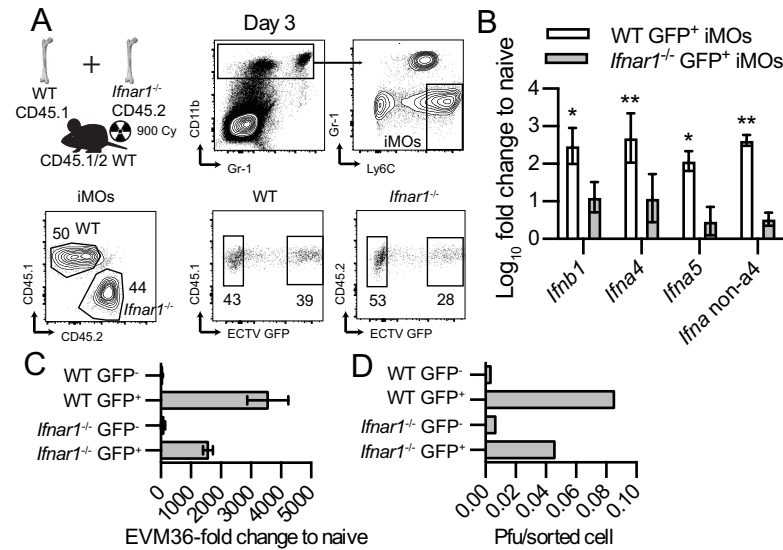 A
Day 3
WT
CD45.1
+
Ifnar1-/-
CD45.2
900 Cy
CD45.1/2 WT
CD11b
Gr-1
Gr-1
iMOs
Ly6C
iMOs
50 WT
44
Ifnar1-/-
CD45.1
CD45.2
WT
CD45.1
43
39
ECTV GFP
Ifnar1-/-
CD45.2
53
28
ECTV GFP
B
WT GFP+ iMOs
Ifnar1-/- GFP+ iMOs
Log10 fold change to naive
4
3
2
1
0
*
**
*
**
Ifnb1
Ifna4
Ifna5
Ifna non-a4
C
WT GFP-
WT GFP+
Ifnar1-/- GFP-
Ifnar1-/- GFP+
0
1000
2000
3000
4000
5000
EVM36-fold change to naive
D
WT GFP-
WT GFP+
Ifnar1-/- GFP-
Ifnar1-/- GFP+
0.00
0.02
0.04
0.06
0.08
0.10
Pfu/sorted cell